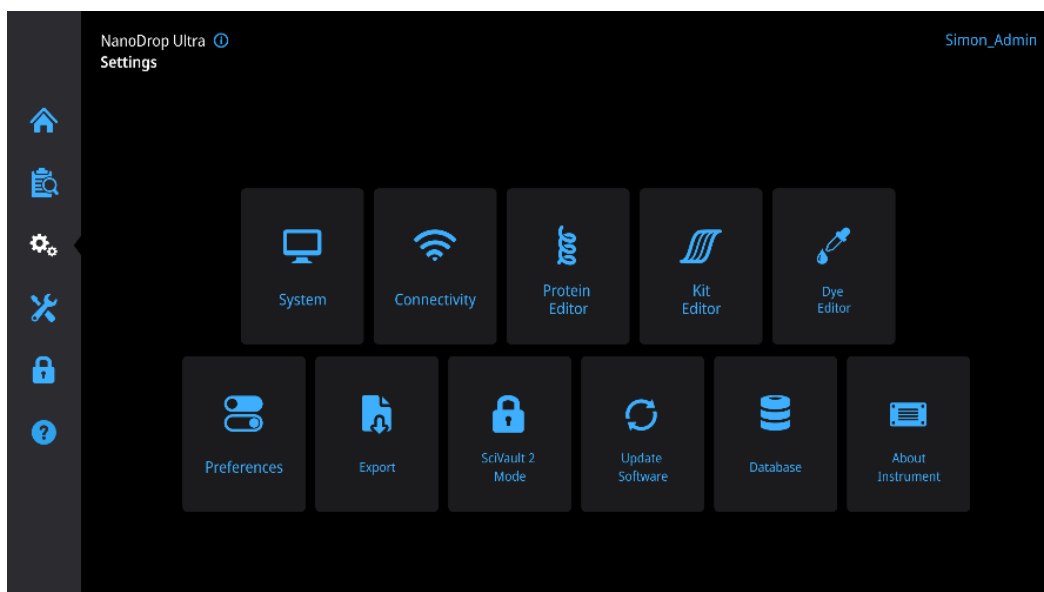 NanoDrop Ultra
Simon_Admin
Settings
System
Connectivity
Protein
Editor
Kit
Editor
Dye
Editor
Preferences
Export
SciVault 2
Mode
Update
Software
Database
About
Instrument